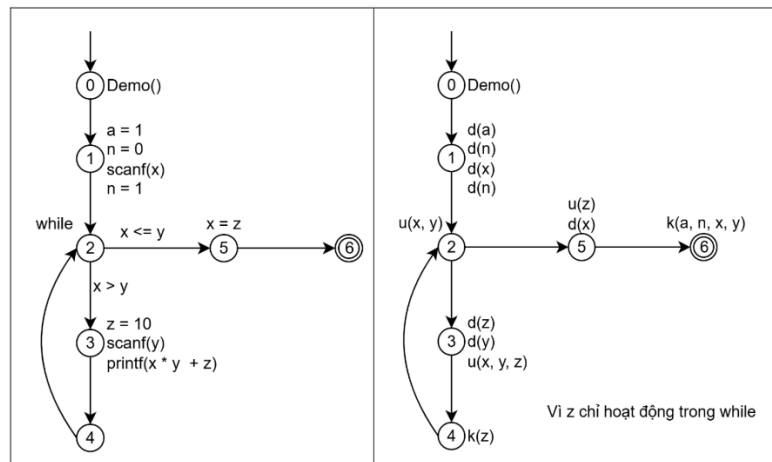 0 Demo()
a = 1
n = 0
1
scanf(x)
n = 1
while
x <= y
x = z
2
5
6
x > y
z = 10
3
scanf(y)
printf(x * y + z)
4
0 Demo()
d(a)
d(n)
1
d(x)
d(n)
u(z)
u(x, y)
d(x)
k(a, n, x, y)
2
5
6
d(z)
3
d(y)
u(x, y, z)
Vì z chỉ hoạt động trong while
4 k(z)